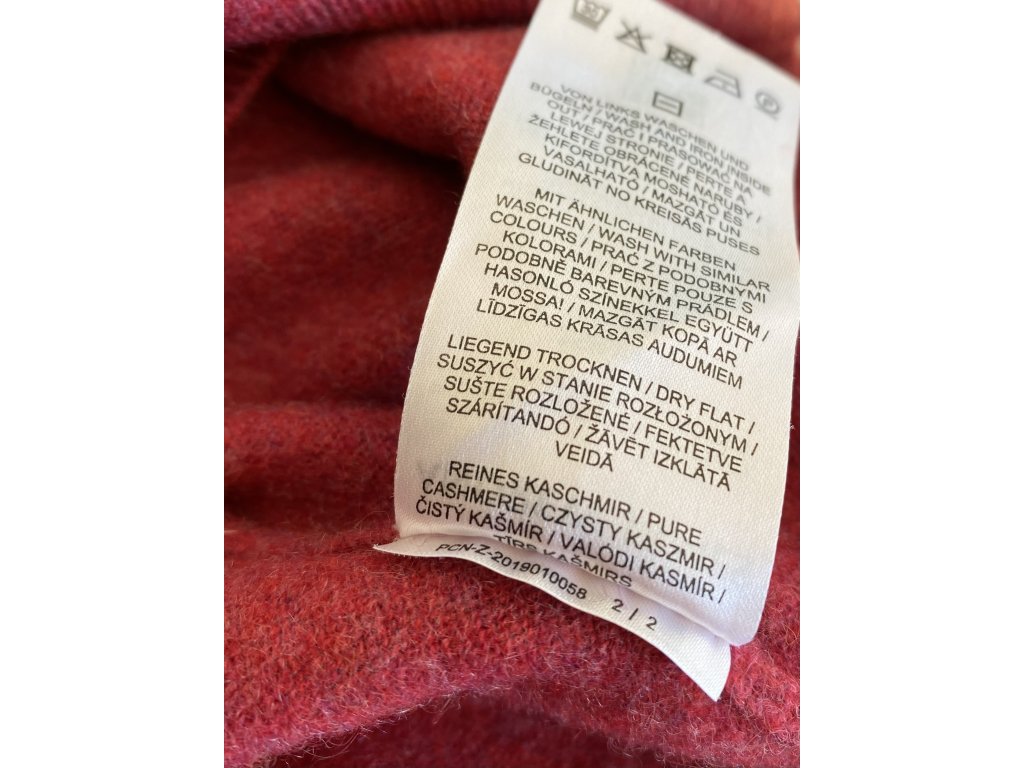 30
P
VON LINKS WASCHEN UND
BÜGELN / WASH AND IRON INSIDE
OUT / PRAĆ I PRASOWAĆ NA
LEWEJ STRONIE / PERTE A
ŽEHLETE OBRÁCENĚ NARUBY /
KIFORDÍTVA MOSHATÓ ÉS
VASALHATÓ / MAZGĀT UN
GLUDINĀT NO KREISĀS PUSES
MIT ÄHNLICHEN FARBEN
WASCHEN / WASH WITH SIMILAR
COLOURS / PRAĆ Z PODOBNYMI
KOLORAMI / PERTE POUZE S
PODOBNĚ BAREVNÝM PRÁDLEM /
HASONLÓ SZÍNEKKEL EGYÜTT
MOSSA! / MAZGĀT KOPĀ AR
LĪDZĪGAS KRĀSAS AUDUMIEM
LIEGEND TROCKNEN / DRY FLAT /
SUSZYĆ W STANIE ROZŁOŻONYM /
SUŠTE ROZLOŽENÉ / FEKTETVE
SZÁRÍTANDÓ / ŽĀVĒT IZKLĀTĀ
VEIDĀ
REINES KASCHMIR / PURE
CASHMERE / CZYSTY KASZMIR /
ČISTÝ KAŠMÍR / VALÓDI KASMÍR /
TĪRS KAŠMIRS
PCN-Z-2019010058 2 / 2